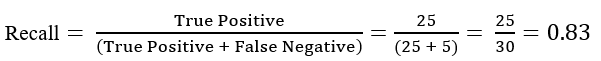 Recall = True Positive / (True Positive + False Negative) = 25 / (25 + 5) = 25 / 30 = 0.83